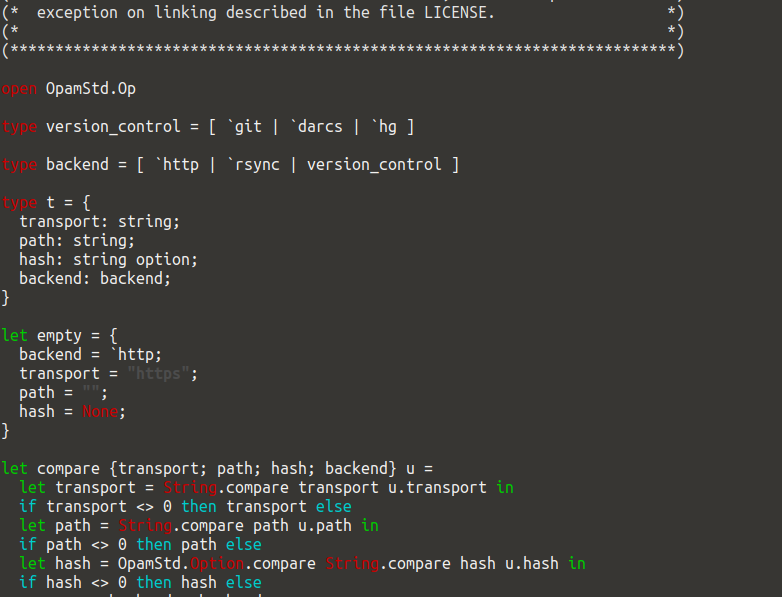 (*  exception on linking described in the file LICENSE.                   *)
(*                                                                        *)
(**************************************************************************)

open OpamStd.Op

type version_control = [ `git | `darcs | `hg ]

type backend = [ `http | `rsync | version_control ]

type t = {
  transport: string;
  path: string;
  hash: string option;
  backend: backend;
}

let empty = {
  backend = `http;
  transport = "https";
  path = "";
  hash = None;
}

let compare {transport; path; hash; backend} u =
  let transport = String.compare transport u.transport in
  if transport <> 0 then transport else
  let path = String.compare path u.path in
  if path <> 0 then path else
  let hash = OpamStd.Option.compare String.compare hash u.hash in
  if hash <> 0 then hash else